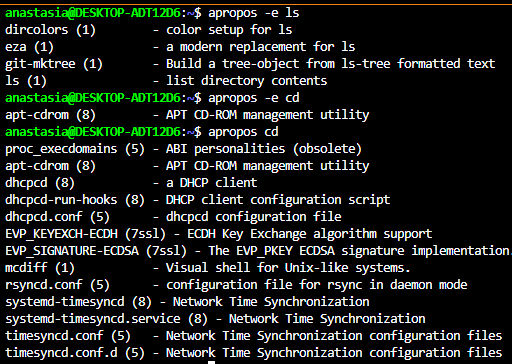 anastasia@DESKTOP-ADT12D6:~$ apropos -e ls
dircolors (1)        - color setup for ls
eza (1)              - a modern replacement for ls
git-mktree (1)       - Build a tree-object from ls-tree formatted text
ls (1)               - list directory contents
anastasia@DESKTOP-ADT12D6:~$ apropos -e cd
apt-cdrom (8)        - APT CD-ROM management utility
anastasia@DESKTOP-ADT12D6:~$ apropos cd
proc_execdomains (5) - ABI personalities (obsolete)
apt-cdrom (8)        - APT CD-ROM management utility
dhcpcd (8)           - a DHCP client
dhcpcd-run-hooks (8) - DHCP client configuration script
dhcpcd.conf (5)      - dhcpcd configuration file
EVP_KEYEXCH-ECDH (7ssl) - ECDH Key Exchange algorithm support
EVP_SIGNATURE-ECDSA (7ssl) - The EVP_PKEY ECDSA signature implementation.
mcdiff (1)           - Visual shell for Unix-like systems.
rsyncd.conf (5)      - configuration file for rsync in daemon mode
systemd-timesyncd (8) - Network Time Synchronization
systemd-timesyncd.service (8) - Network Time Synchronization
timesyncd.conf (5)   - Network Time Synchronization configuration files
timesyncd.conf.d (5) - Network Time Synchronization configuration files